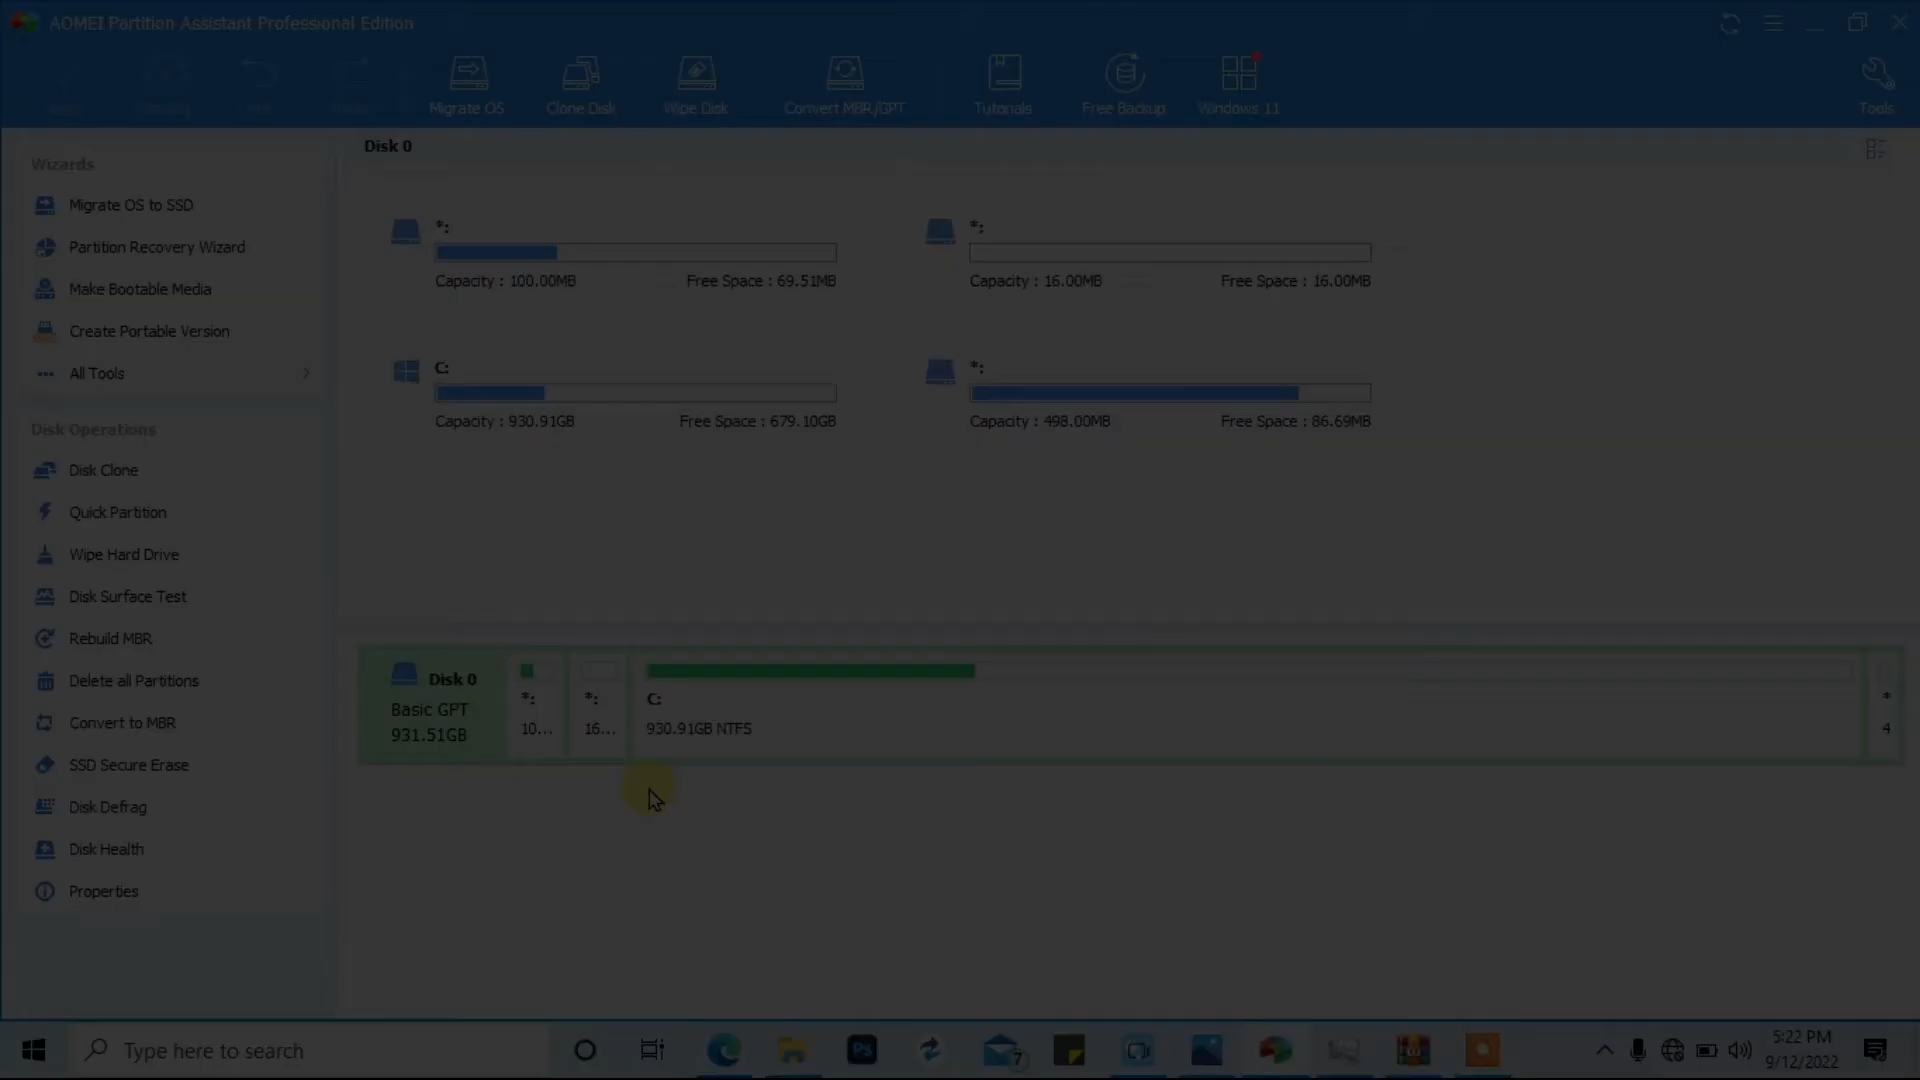 AOMEI Partition Assistant Professional Edition
Migrate OS
Clone Disk
Wipe Disk
Convert MBR/GPT
Tutorials
Free Backup
Windows 11
Tools
Wizards
Migrate OS to SSD
Partition Recovery Wizard
Make Bootable Media
Create Portable Version
All Tools
Disk Operations
Disk Clone
Quick Partition
Wipe Hard Drive
Disk Surface Test
Rebuild MBR
Delete all Partitions
Convert to MBR
SSD Secure Erase
Disk Defrag
Disk Health
Properties
Disk 0
*:
Capacity : 100.00MB Free Space : 69.51MB
*:
Capacity : 16.00MB Free Space : 16.00MB
C:
Capacity : 930.91GB Free Space : 679.10GB
*:
Capacity : 498.00MB Free Space : 86.69MB
Disk 0
Basic GPT
931.51GB
*:
10...
*:
16...
C:
930.91GB NTFS
*
4
Type here to search
Ps
7
5:22 PM
9/12/2022